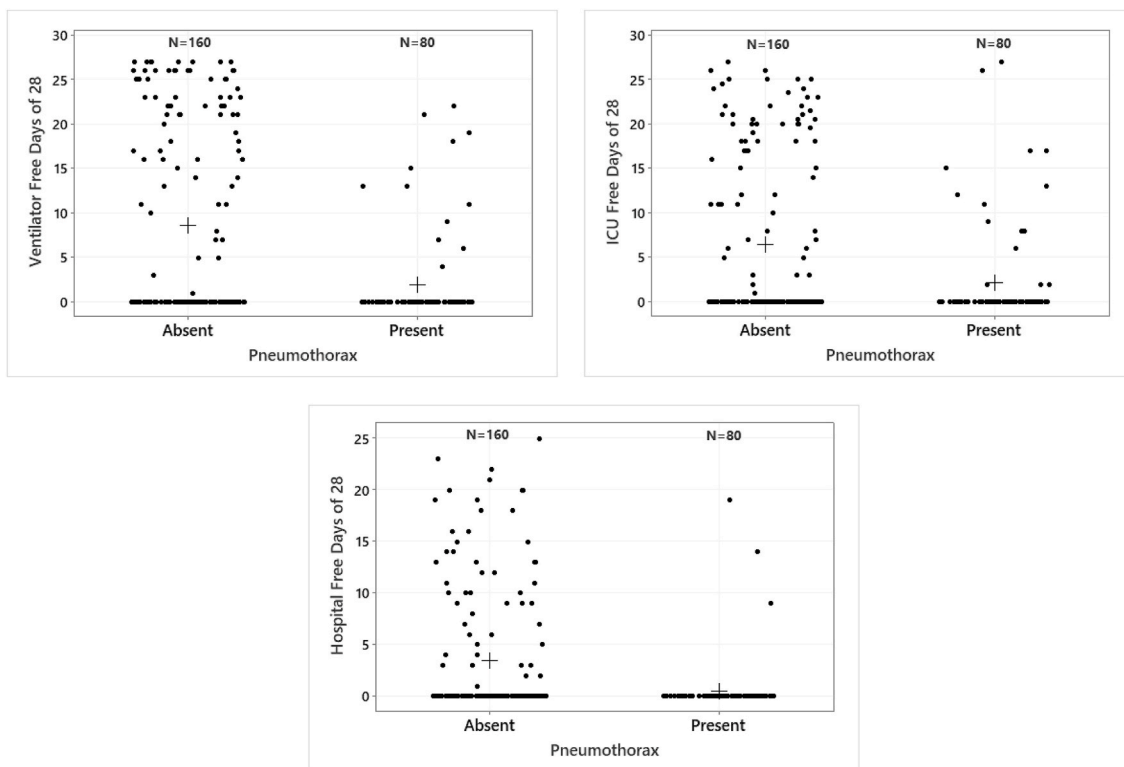 Ventilator Free Days of 28
30
25
20
15
10
5
0
N=160
N=80
Absent
Present
Pneumothorax
ICU Free Days of 28
30
25
20
15
10
5
0
N=160
N=80
Absent
Present
Pneumothorax
Hospital Free Days of 28
25
20
15
10
5
0
N=160
N=80
Absent
Present
Pneumothorax